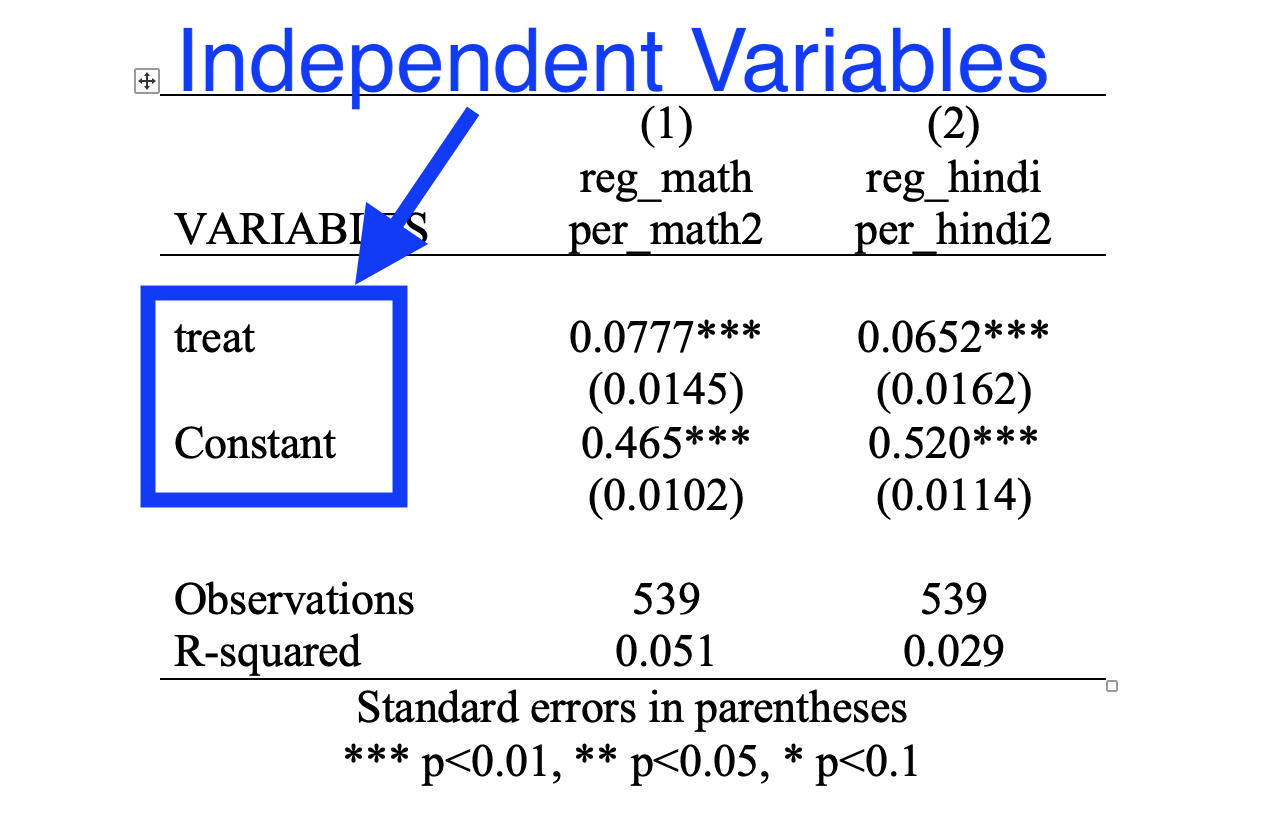 Independent Variables
(1) (2)
reg_math reg_hindi
VARIABLES per_math2 per_hindi2
treat 0.0777*** 0.0652***
(0.0145) (0.0162)
Constant 0.465*** 0.520***
(0.0102) (0.0114)
Observations 539 539
R-squared 0.051 0.029
Standard errors in parentheses
*** p<0.01, ** p<0.05, * p<0.1